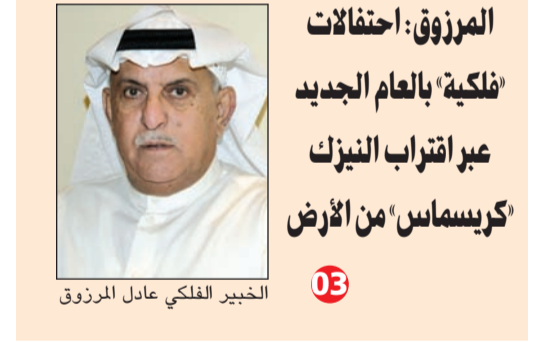 المرزوق: احتفالات
«فلكية» بالعام الجديد
عبر اقتراب النيزك
«كريسماس» من الأرض
03
الخبير الفلكي عادل المرزوق